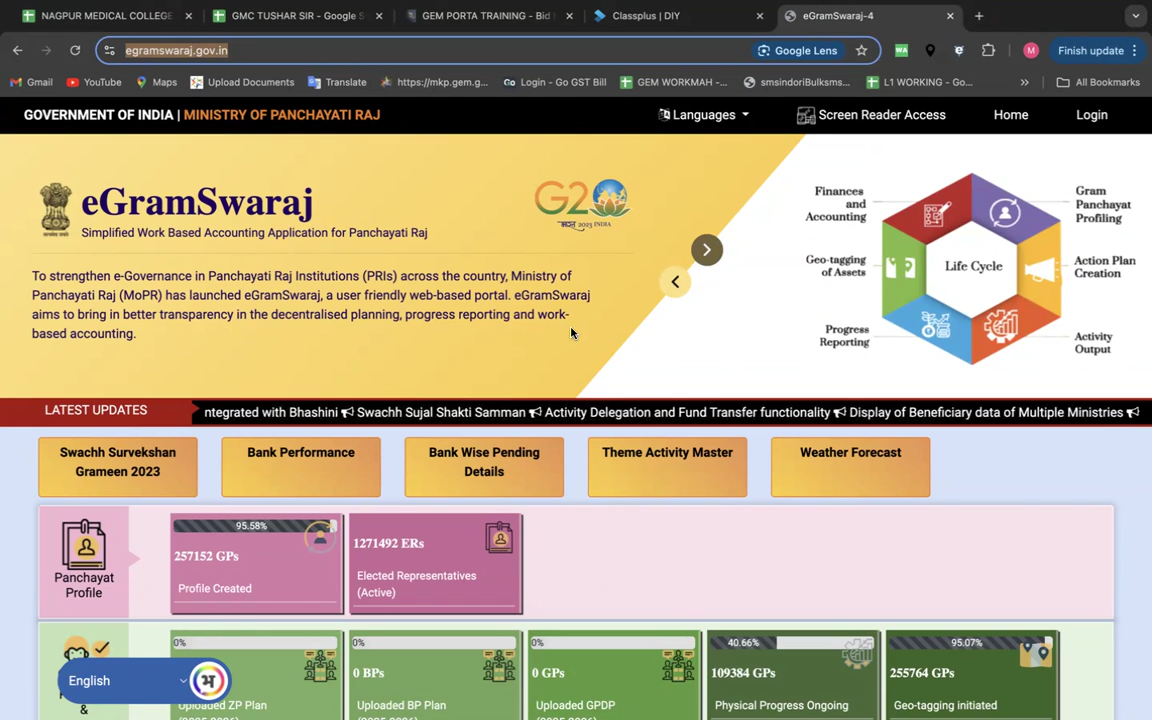 NAGPUR MEDICAL COLLEGE
GMC TUSHAR SIR - Google S
GEM PORTA TRAINING - Bid
Classplus | DIY
eGramSwaraj-4
egramswaraj.gov.in
Google Lens
WA
M
Finish update
Gmail
YouTube
Maps
Upload Documents
Translate
https://mkp.gem.g...
Go
Login - Go GST Bill
GEM WORKMAH -...
smsindoriBulksms...
L1 WORKING - Go...
»
All Bookmarks
GOVERNMENT OF INDIA | MINISTRY OF PANCHAYATI RAJ
Languages
Screen Reader Access
Home
Login
eGramSwaraj
Simplified Work Based Accounting Application for Panchayati Raj
G20
2023 INDIA
To strengthen e-Governance in Panchayati Raj Institutions (PRIs) across the country, Ministry of
Panchayati Raj (MoPR) has launched eGramSwaraj, a user friendly web-based portal. eGramSwaraj
aims to bring in better transparency in the decentralised planning, progress reporting and work-
based accounting.
Finances
and
Accounting
Gram
Panchayat
Profiling
Geo-tagging
of Assets
Life Cycle
Action Plan
Creation
Progress
Reporting
Activity
Output
LATEST UPDATES
ntegrated with Bhashini Swachh Sujal Shakti Samman Activity Delegation and Fund Transfer functionality Display of Beneficiary data of Multiple Ministries
Swachh Survekshan
Grameen 2023
Bank Performance
Bank Wise Pending
Details
Theme Activity Master
Weather Forecast
Panchayat
Profile
95.58%
257152 GPs
Profile Created
1271492 ERs
Elected Representatives
(Active)
0%
Uploaded ZP Plan
0%
0 BPs
Uploaded BP Plan
0%
0 GPs
Uploaded GPDP
40.66%
109384 GPs
Physical Progress Ongoing
95.07%
255764 GPs
Geo-tagging initiated
English
अ
&